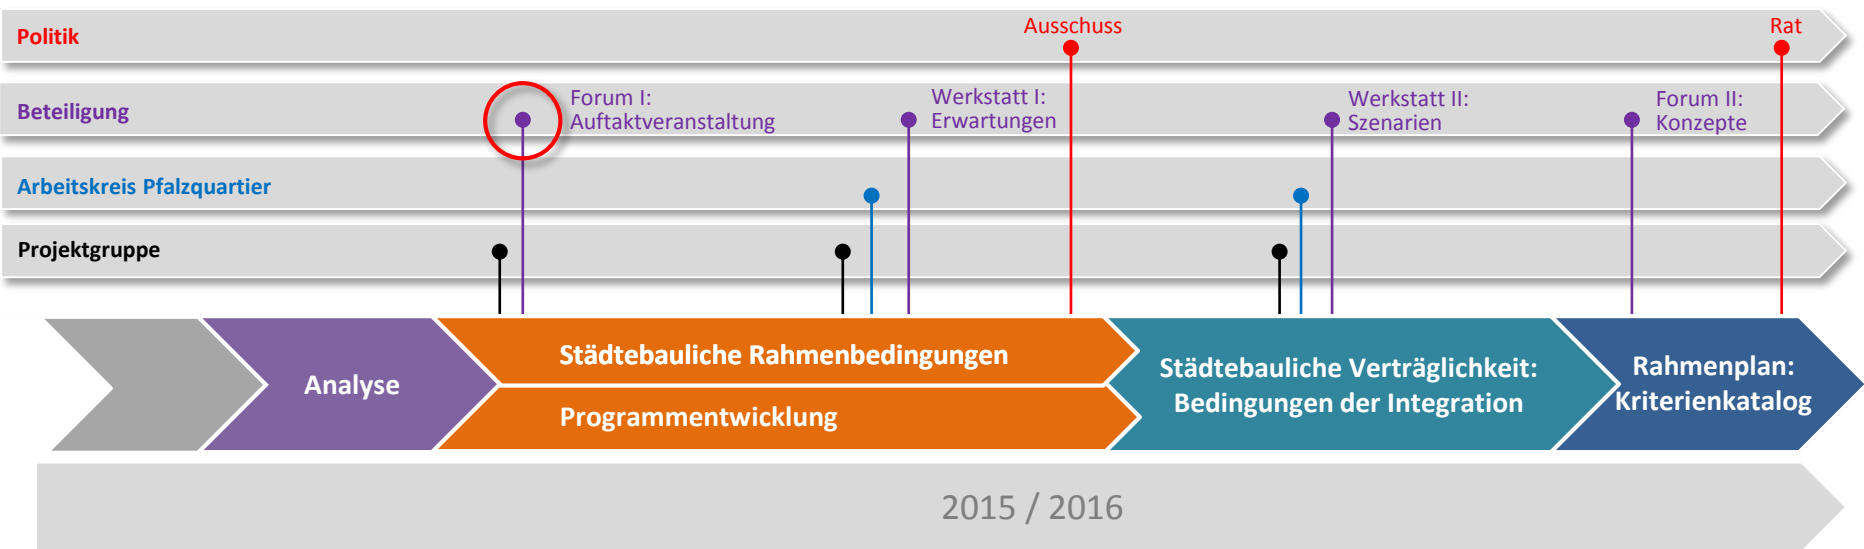 Politik
Ausschuss
Rat
Beteiligung
Forum I:
Auftaktveranstaltung
Werkstatt I:
Erwartungen
Werkstatt II:
Szenarien
Forum II:
Konzepte
Arbeitskreis Pfalzquartier
Projektgruppe
Analyse
Städtebauliche Rahmenbedingungen
Programmentwicklung
Städtebauliche Verträglichkeit:
Bedingungen der Integration
Rahmenplan:
Kriterienkatalog
2015 / 2016